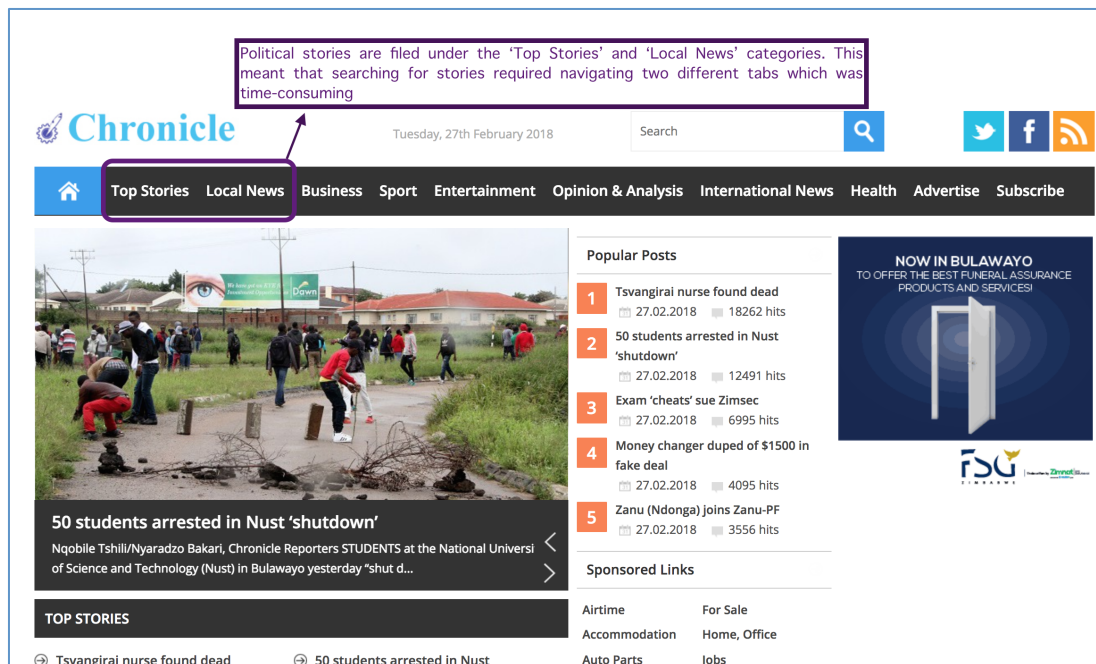 Political stories are filed under the ‘Top Stories’ and ‘Local News’ categories. This
meant that searching for stories required navigating two different tabs which was
time-consuming
Chronicle
Tuesday, 27th February 2018
Search
Top Stories Local News Business Sport Entertainment Opinion & Analysis International News Health Advertise Subscribe
Dawn
50 students arrested in Nust ‘shutdown’
Nqobile Tshili/Nyaradzo Bakari, Chronicle Reporters STUDENTS at the National Universi
of Science and Technology (Nust) in Bulawayo yesterday “shut d...
TOP STORIES
Tsvangirai nurse found dead
50 students arrested in Nust
Popular Posts
1
Tsvangirai nurse found dead
27.02.2018 18262 hits
2
50 students arrested in Nust
‘shutdown’
27.02.2018 12491 hits
3
Exam ‘cheats’ sue Zimsec
27.02.2018 6995 hits
4
Money changer duped of $1500 in
fake deal
27.02.2018 4095 hits
5
Zanu (Ndonga) joins Zanu-PF
27.02.2018 3556 hits
Sponsored Links
Airtime For Sale
Accommodation Home, Office
Auto Parts Jobs
NOW IN BULAWAYO
TO OFFER THE BEST FUNERAL ASSURANCE
PRODUCTS AND SERVICES!
FSG
ZIMBABWE
Zimnat